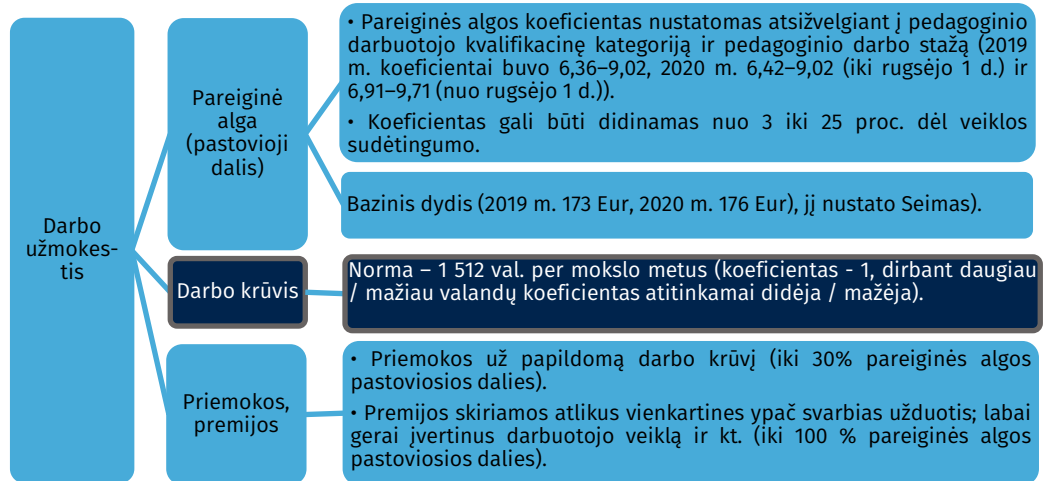 Darbo
užmokes-
tis
Pareiginė
alga
(pastovioji
dalis)
• Pareiginės algos koeficientas nustatomas atsižvelgiant į pedagoginio
darbuotojo kvalifikacinę kategoriją ir pedagoginio darbo stažą (2019
m. koeficientai buvo 6,36–9,02, 2020 m. 6,42–9,02 (iki rugsėjo 1 d.) ir
6,91–9,71 (nuo rugsėjo 1 d.)).
• Koeficientas gali būti didinamas nuo 3 iki 25 proc. dėl veiklos
sudėtingumo.
Bazinis dydis (2019 m. 173 Eur, 2020 m. 176 Eur), jį nustato Seimas).
Darbo krūvis
Norma – 1 512 val. per mokslo metus (koeficientas - 1, dirbant daugiau
/ mažiau valandų koeficientas atitinkamai didėja / mažėja).
Priemokos,
premijos
• Priemokos už papildomą darbo krūvį (iki 30% pareiginės algos
pastoviosios dalies).
• Premijos skiriamos atlikus vienkartines ypač svarbias užduotis; labai
gerai įvertinus darbuotojo veiklą ir kt. (iki 100 % pareiginės algos
pastoviosios dalies).